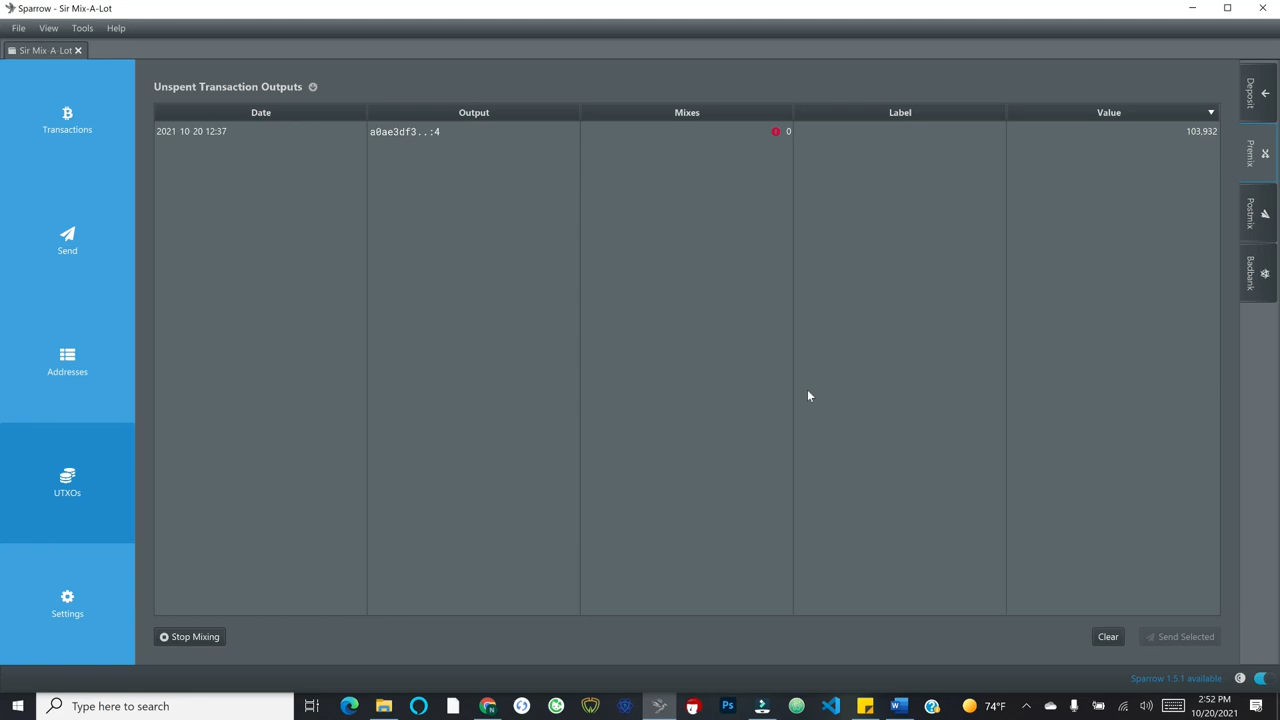 Sparrow - Sir Mix-A-Lot
File View Tools Help
Sir Mix-A-Lot
Transactions
Send
Addresses
UTXOs
Settings
Unspent Transaction Outputs
Date Output Mixes Label Value
2021 10 20 12:37 a0ae3df3..:4 0 103,932
Deposit
Premix
Postmix
Badbank
Stop Mixing
Clear
Send Selected
Sparrow 1.5.1 available
Type here to search
Ps
74°F
2:52 PM
10/20/2021